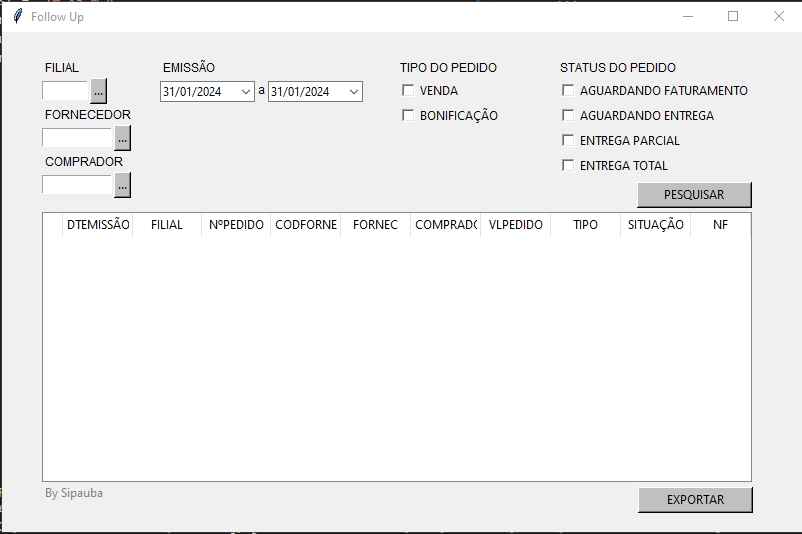 Follow Up
FILIAL
EMISSÃO
TIPO DO PEDIDO
STATUS DO PEDIDO
...
31/01/2024 a 31/01/2024
VENDA
AGUARDANDO FATURAMENTO
FORNECEDOR
BONIFICAÇÃO
AGUARDANDO ENTREGA
...
ENTREGA PARCIAL
COMPRADOR
ENTREGA TOTAL
...
PESQUISAR
DTEMISSÃO FILIAL NºPEDIDO CODFORNE FORNEC COMPRADO VLPEDIDO TIPO SITUAÇÃO NF
By Sipauba
EXPORTAR